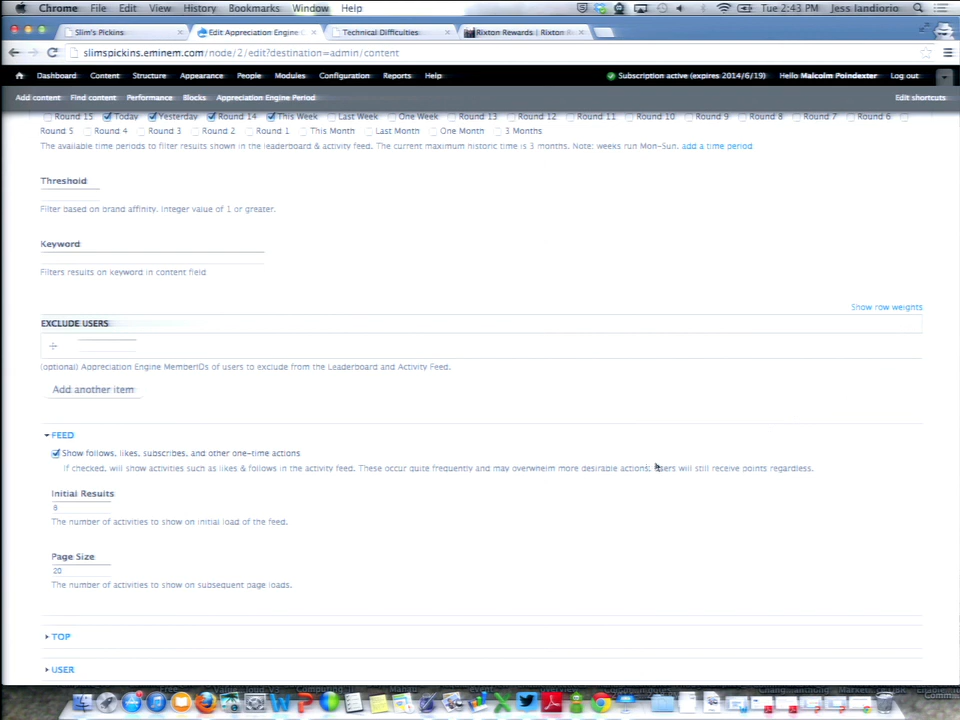 Chrome File Edit View History Bookmarks Window Help Tue 2:43 PM Jess Iandiorio
Slim's Pickins Edit Appreciation Engine Technical Difficulties Rixton Rewards | Rixton
slimspickins.eminem.com/node/2/edit?destination=admin/content
Dashboard Content Structure Appearance People Modules Configuration Reports Help Subscription active (expires 2014/6/19) Hello Malcolm Poindexter Log out
Add content Find content Performance Blocks Appreciation Engine Period Edit shortcuts
Round 15 Today Yesterday Round 14 This Week Last Week One Week Round 13 Round 12 Round 11 Round 10 Round 9 Round 8 Round 7 Round 6
Round 5 Round 4 Round 3 Round 2 Round 1 This Month Last Month One Month 3 Months
The available time periods to filter results shown in the leaderboard & activity feed. The current maximum historic time is 3 months. Note: weeks run Mon-Sun. add a time period
Threshold
Filter based on brand affinity. Integer value of 1 or greater.
Keyword
Filters results on keyword in content field
Show row weights
EXCLUDE USERS
(optional) Appreciation Engine MemberIDs of users to exclude from the Leaderboard and Activity Feed.
Add another item
FEED
Show follows, likes, subscribes, and other one-time actions
If checked, will show activities such as likes & follows in the activity feed. These occur quite frequently and may overwhelm more desirable actions. Users will still receive points regardless.
Initial Results
8
The number of activities to show on initial load of the feed.
Page Size
20
The number of activities to show on subsequent page loads.
TOP
USER